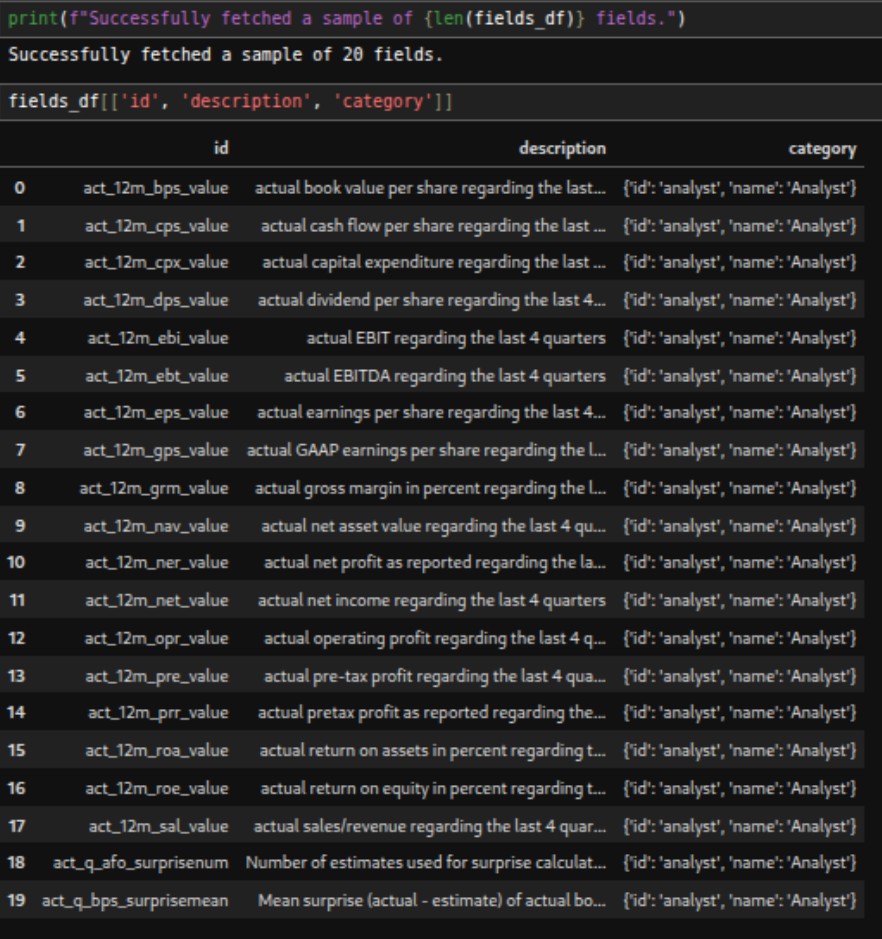 print(f"Successfully fetched a sample of {len(fields_df)} fields.")
Successfully fetched a sample of 20 fields.
fields_df[['id', 'description', 'category']]
id description category
0 act_12m_bps_value actual book value per share regarding the last... {'id': 'analyst', 'name': 'Analyst'}
1 act_12m_cps_value actual cash flow per share regarding the last ... {'id': 'analyst', 'name': 'Analyst'}
2 act_12m_cpx_value actual capital expenditure regarding the last ... {'id': 'analyst', 'name': 'Analyst'}
3 act_12m_dps_value actual dividend per share regarding the last 4... {'id': 'analyst', 'name': 'Analyst'}
4 act_12m_ebi_value actual EBIT regarding the last 4 quarters {'id': 'analyst', 'name': 'Analyst'}
5 act_12m_ebt_value actual EBITDA regarding the last 4 quarters {'id': 'analyst', 'name': 'Analyst'}
6 act_12m_eps_value actual earnings per share regarding the last 4... {'id': 'analyst', 'name': 'Analyst'}
7 act_12m_gps_value actual GAAP earnings per share regarding the l... {'id': 'analyst', 'name': 'Analyst'}
8 act_12m_grm_value actual gross margin in percent regarding the l... {'id': 'analyst', 'name': 'Analyst'}
9 act_12m_nav_value actual net asset value regarding the last 4 qu... {'id': 'analyst', 'name': 'Analyst'}
10 act_12m_ner_value actual net profit as reported regarding the la... {'id': 'analyst', 'name': 'Analyst'}
11 act_12m_net_value actual net income regarding the last 4 quarters {'id': 'analyst', 'name': 'Analyst'}
12 act_12m_opr_value actual operating profit regarding the last 4 q... {'id': 'analyst', 'name': 'Analyst'}
13 act_12m_pre_value actual pre-tax profit regarding the last 4 qua... {'id': 'analyst', 'name': 'Analyst'}
14 act_12m_prr_value actual pretax profit as reported regarding the... {'id': 'analyst', 'name': 'Analyst'}
15 act_12m_roa_value actual return on assets in percent regarding t... {'id': 'analyst', 'name': 'Analyst'}
16 act_12m_roe_value actual return on equity in percent regarding t... {'id': 'analyst', 'name': 'Analyst'}
17 act_12m_sal_value actual sales/revenue regarding the last 4 quar... {'id': 'analyst', 'name': 'Analyst'}
18 act_q_afo_surprisenum Number of estimates used for surprise calculat... {'id': 'analyst', 'name': 'Analyst'}
19 act_q_bps_surprisemean Mean surprise (actual - estimate) of actual bo... {'id': 'analyst', 'name': 'Analyst'}